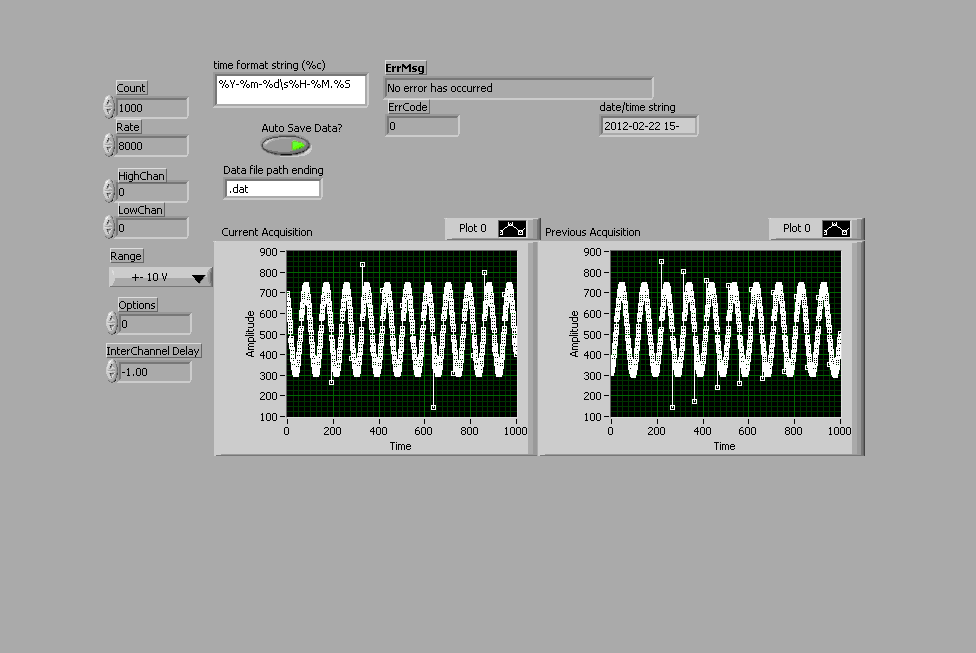 time format string (%c)
%Y-%m-%d\s%H-%M.%S
ErrMsg
No error has occurred
ErrCode
0
date/time string
2012-02-22 15-
Count
1000
Rate
8000
HighChan
0
LowChan
0
Range
+- 10 V
Options
0
InterChannel Delay
-1.00
Auto Save Data?
Data file path ending
.dat
Current Acquisition
Plot 0
Amplitude
900
800
700
600
500
400
300
200
100
0 200 400 600 800 1000
Time
Previous Acquisition
Plot 0
Amplitude
900
800
700
600
500
400
300
200
100
0 200 400 600 800 1000
Time